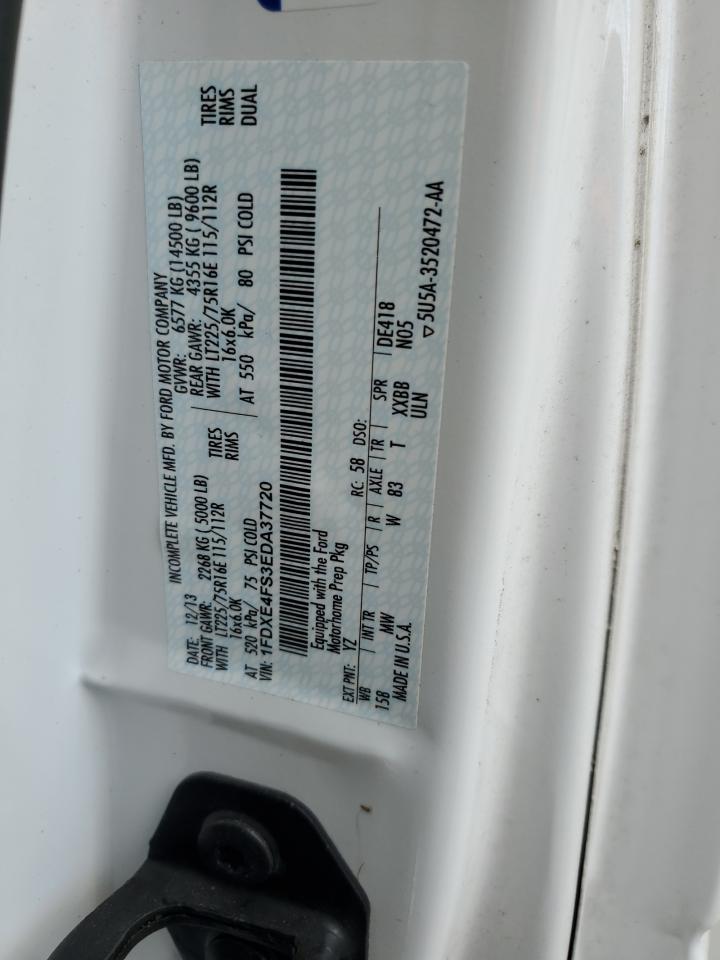 INCOMPLETE VEHICLE MFD. BY FORD MOTOR COMPANY
DATE: 12/13 GVWR: 6577 KG (14500 LB)
FRONT GAWR: 2268 KG ( 5000 LB) REAR GAWR: 4355 KG ( 9600 LB)
WITH LT225/75R16E 115/112R TIRES WITH LT225/75R16E 115/112R TIRES
16x6.0K RIMS 16x6.0K RIMS
AT 520 kPa/ 75 PSI COLD AT 550 kPa/ 80 PSI COLD DUAL
VIN: 1FDXE4FS3EDA37720
Equipped with the Ford
Motorhome Prep Pkg
EXT PNT: YZ RC: 58 DSO:
WB | INT TR | TP/PS | R | AXLE | TR | SPR | DE418
158 MW W 83 T XXBB N05
MADE IN U.S.A. ULN
▽ 5U5A-3520472-AA